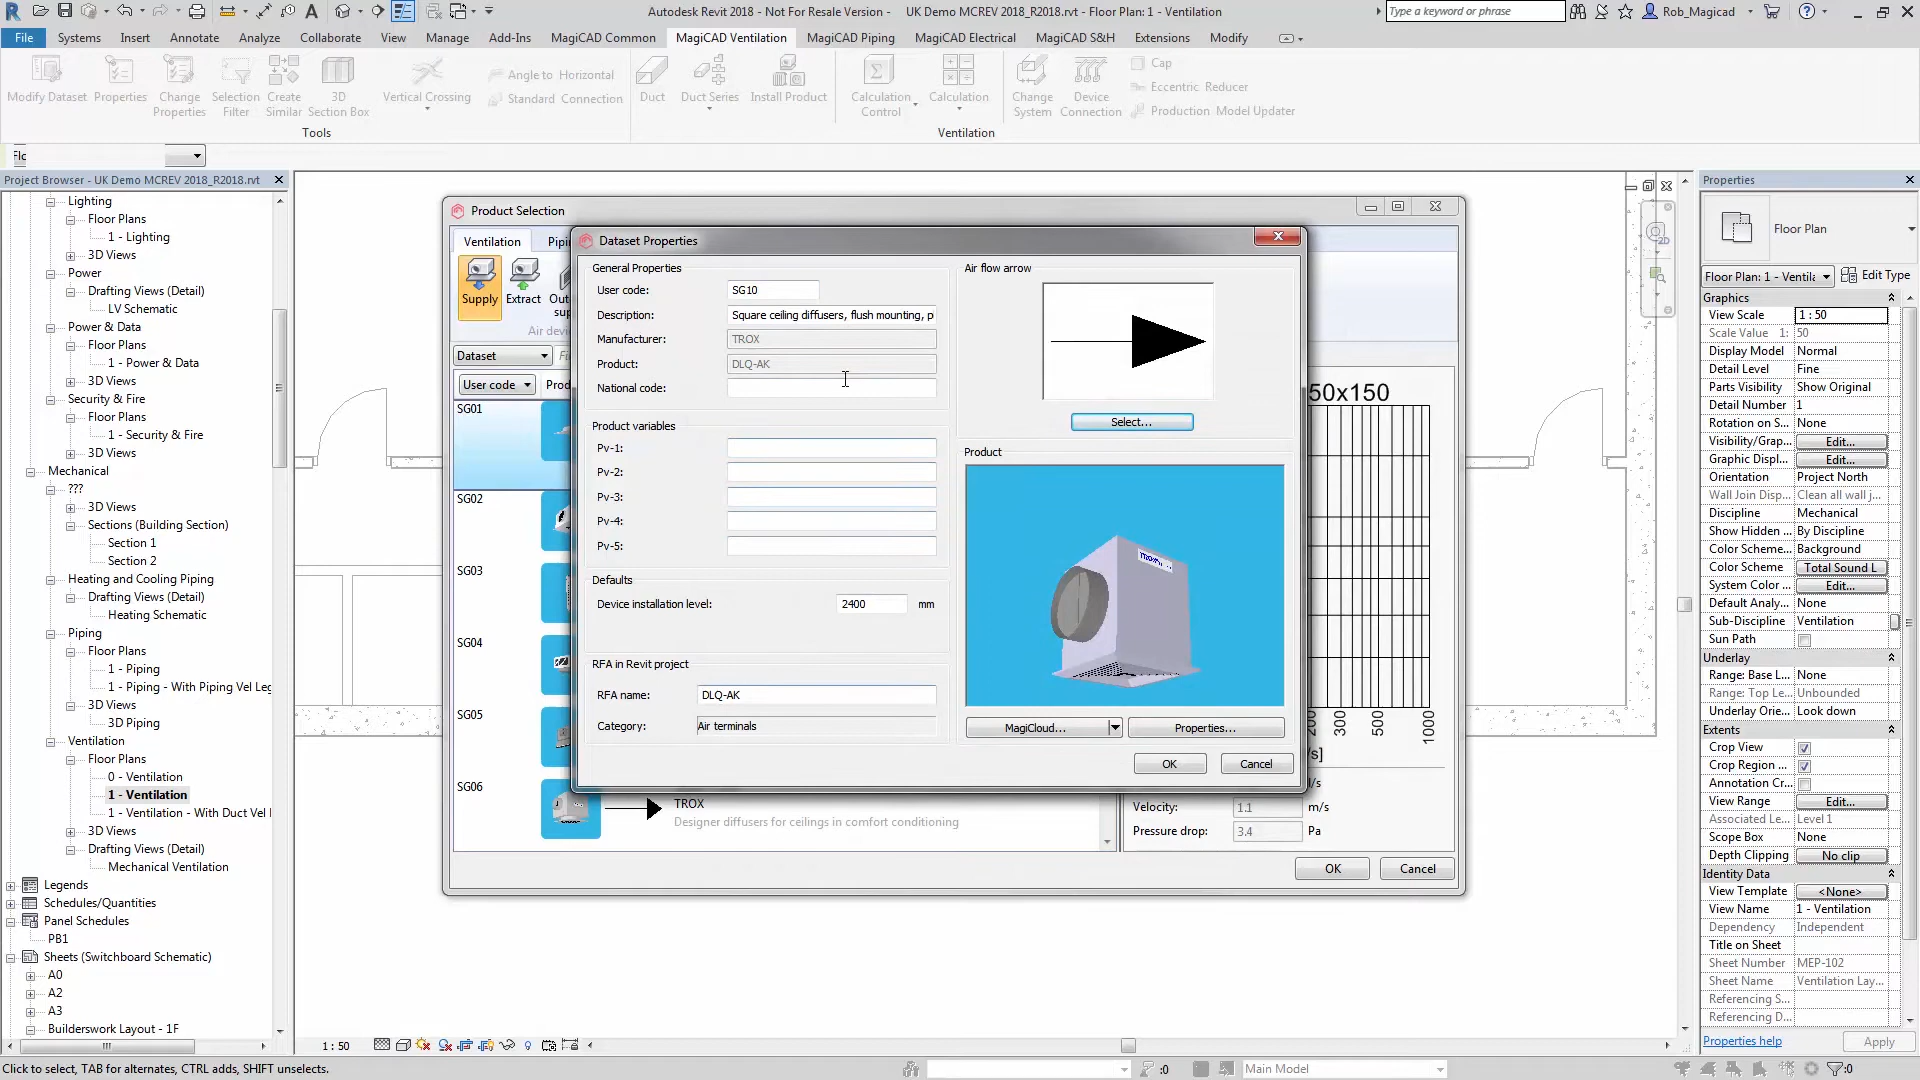 Autodesk Revit 2018 - Not For Resale Version - UK Demo MCREV 2018_R2018.rvt - Floor Plan: 1 - Ventilation
Type a keyword or phrase
Rob_Magicad
File Systems Insert Annotate Analyze Collaborate View Manage Add-Ins MagiCAD Common MagiCAD Ventilation MagiCAD Piping MagiCAD Electrical MagiCAD S&H Extensions Modify
Modify Dataset
Properties
Change Properties
Selection Filter
Create Similar
3D Section Box
Vertical Crossing
Angle to Horizontal
Standard Connection
Duct
Duct Series
Install Product
Calculation Control
Calculation
Change System
Device Connection
Cap
Eccentric Reducer
Production Model Updater
Tools
Ventilation
Flc
Project Browser - UK Demo MCREV 2018_R2018.rvt
Lighting
Floor Plans
1 - Lighting
3D Views
Power
Drafting Views (Detail)
LV Schematic
Power & Data
Floor Plans
1 - Power & Data
3D Views
Security & Fire
Floor Plans
1 - Security & Fire
3D Views
Mechanical
???
3D Views
Sections (Building Section)
Section 1
Section 2
Heating and Cooling Piping
Drafting Views (Detail)
Heating Schematic
Piping
Floor Plans
1 - Piping
1 - Piping - With Piping Vel Leg
3D Views
3D Piping
Ventilation
Floor Plans
0 - Ventilation
1 - Ventilation
1 - Ventilation - With Duct Vel
3D Views
Drafting Views (Detail)
Mechanical Ventilation
Legends
Schedules/Quantities
Panel Schedules
PB1
Sheets (Switchboard Schematic)
A0
A2
A3
Builderswork Layout - 1F
Product Selection
Ventilation Pipi
Supply Extract Out
su
Air devi
Dataset
User code Prod
SG01
SG02
SG03
SG04
SG05
SG06
TROX
Designer diffusers for ceilings in comfort conditioning
50x150
300
500
1000
/s]
l/s
Velocity: 1.1 m/s
Pressure drop: 3.4 Pa
OK Cancel
Dataset Properties
General Properties
User code: SG10
Description: Square ceiling diffusers, flush mounting, p
Manufacturer: TROX
Product: DLQ-AK
National code:
Product variables
Pv-1:
Pv-2:
Pv-3:
Pv-4:
Pv-5:
Defaults
Device installation level: 2400 mm
RFA in Revit project
RFA name: DLQ-AK
Category: Air terminals
Air flow arrow
Select...
Product
MagiCloud... Properties...
OK Cancel
Properties
Floor Plan
Floor Plan: 1 - Ventila Edit Type
Graphics
View Scale 1 : 50
Scale Value 1: 50
Display Model Normal
Detail Level Fine
Parts Visibility Show Original
Detail Number 1
Rotation on S... None
Visibility/Grap... Edit...
Graphic Displ... Edit...
Orientation Project North
Wall Join Disp... Clean all wall j...
Discipline Mechanical
Show Hidden ... By Discipline
Color Scheme... Background
Color Scheme Total Sound L
System Color ... Edit...
Default Analy... None
Sub-Discipline Ventilation
Sun Path
Underlay
Range: Base L... None
Range: Top Le... Unbounded
Underlay Orie... Look down
Extents
Crop View
Crop Region ...
Annotation Cr...
View Range Edit...
Associated Le... Level 1
Scope Box None
Depth Clipping No clip
Identity Data
View Template <None>
View Name 1 - Ventilation
Dependency Independent
Title on Sheet
Sheet Number MEP-102
Sheet Name Ventilation Lay...
Referencing S...
Referencing D...
Properties help Apply
1 : 50
Click to select, TAB for alternates, CTRL adds, SHIFT unselects.
:0
Main Model
:0